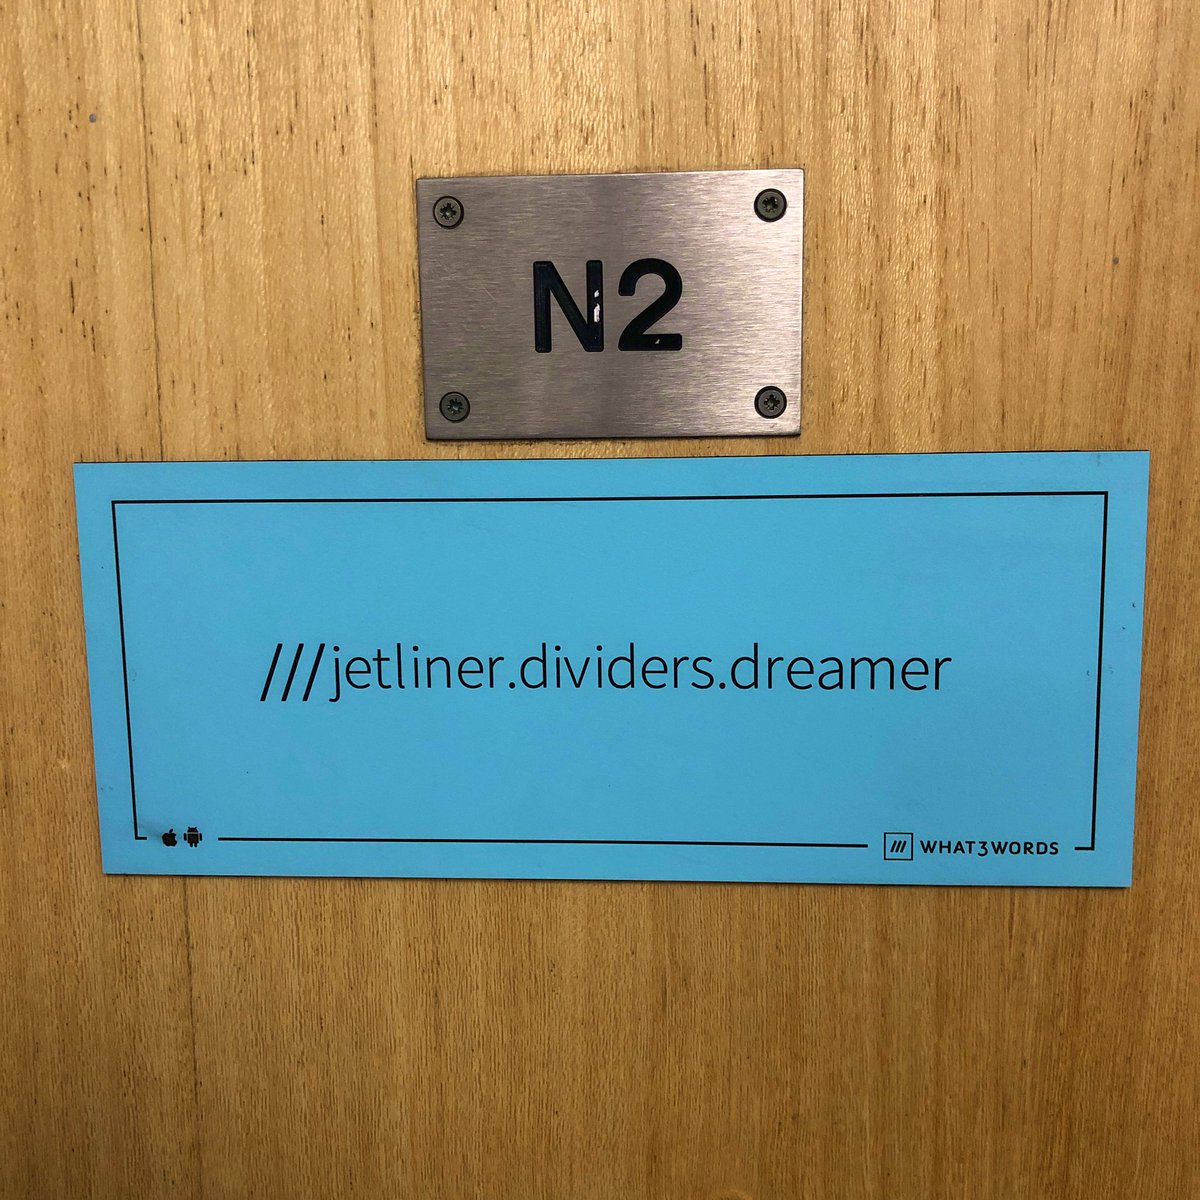 N2
///jetliner.dividers.dreamer
/// WHAT3WORDS